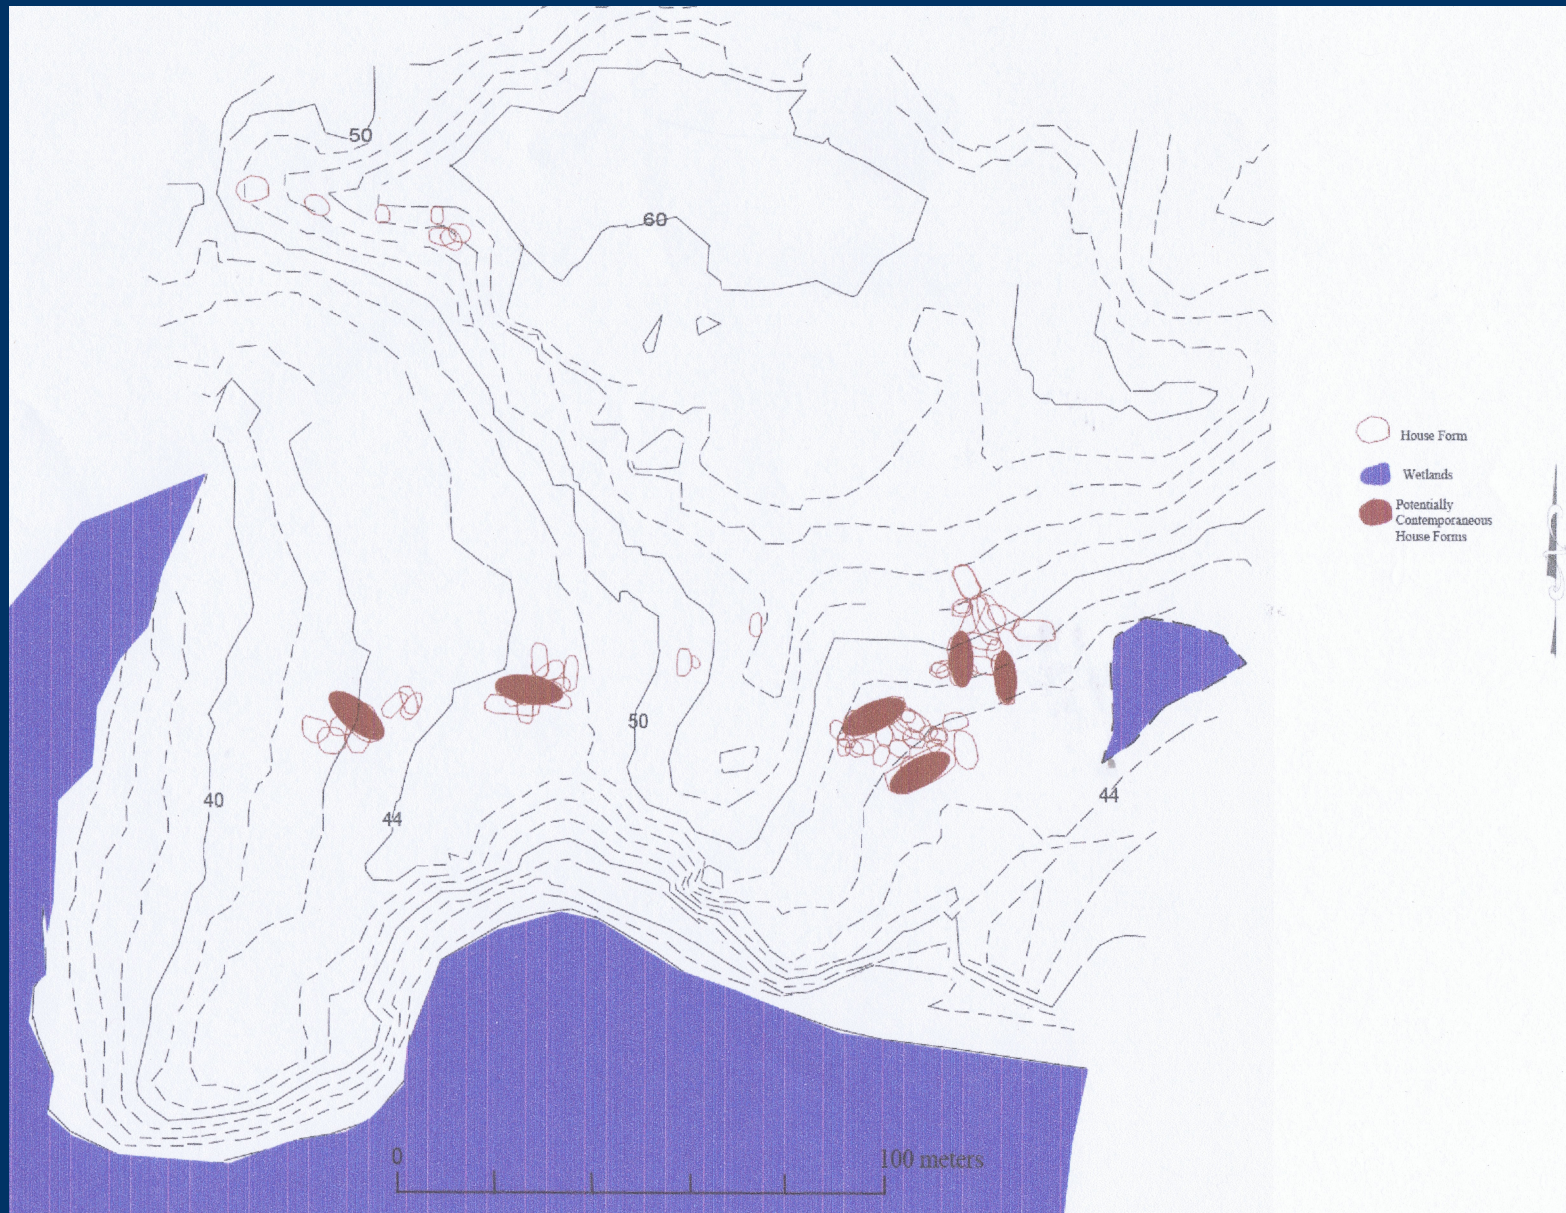 50
60
House Form
Wetlands
Potentially
Contemporaneous
House Forms
50
40
44
44
0
100 meters